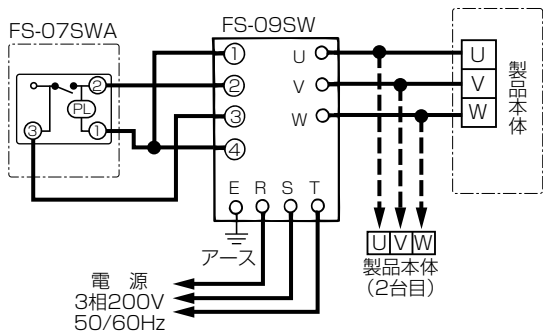 FS-07SWA
FS-09SW
② PL ① ③
① ② ③ ④
U
V
W
E R S T
U
V
W
製品本体
アース
電 源
3相200V
50/60Hz
U V W
製品本体
(2台目)